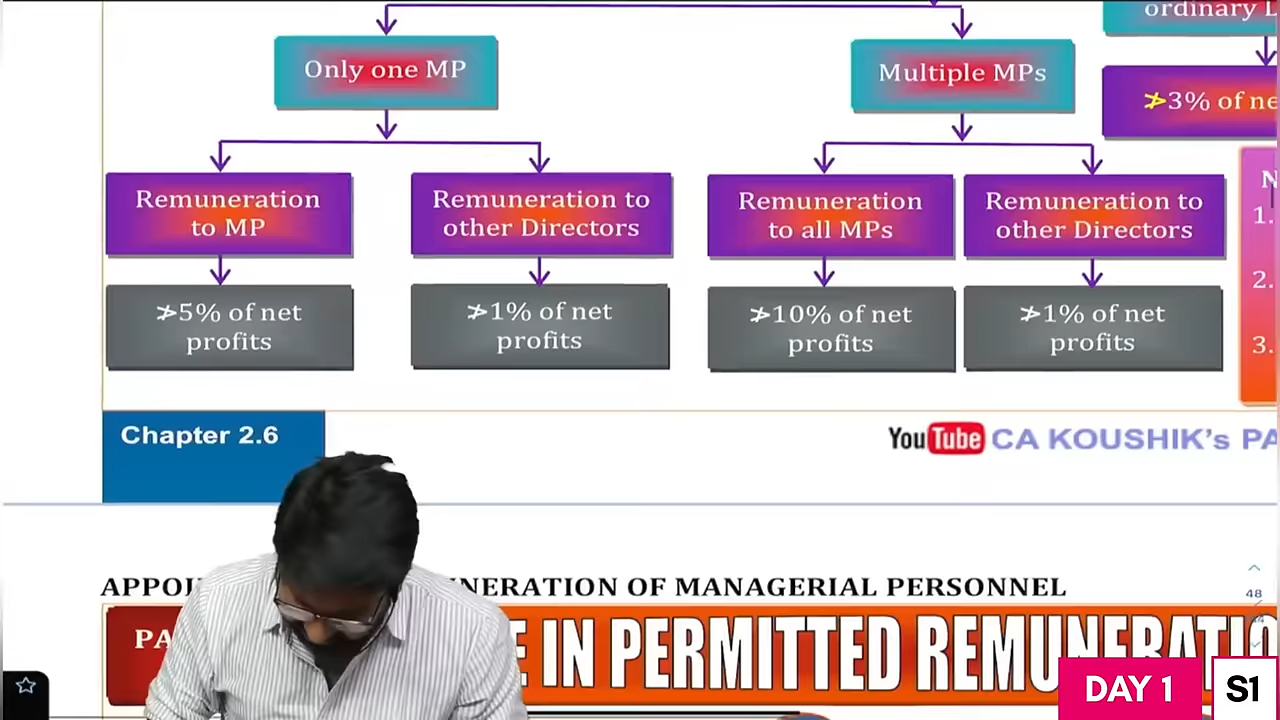 ordinary
Only one MP
Multiple MPs
≯3% of ne
Remuneration
to MP
Remuneration to
other Directors
Remuneration
to all MPs
Remuneration to
other Directors
N
1.
2.
3.
≯5% of net
profits
≯1% of net
profits
≯10% of net
profits
≯1% of net
profits
Chapter 2.6
YouTube CA KOUSHIK's PA
APPOI NERATION OF MANAGERIAL PERSONNEL
48
PA E IN PERMITTED REMUNERATIO
DAY 1
S1